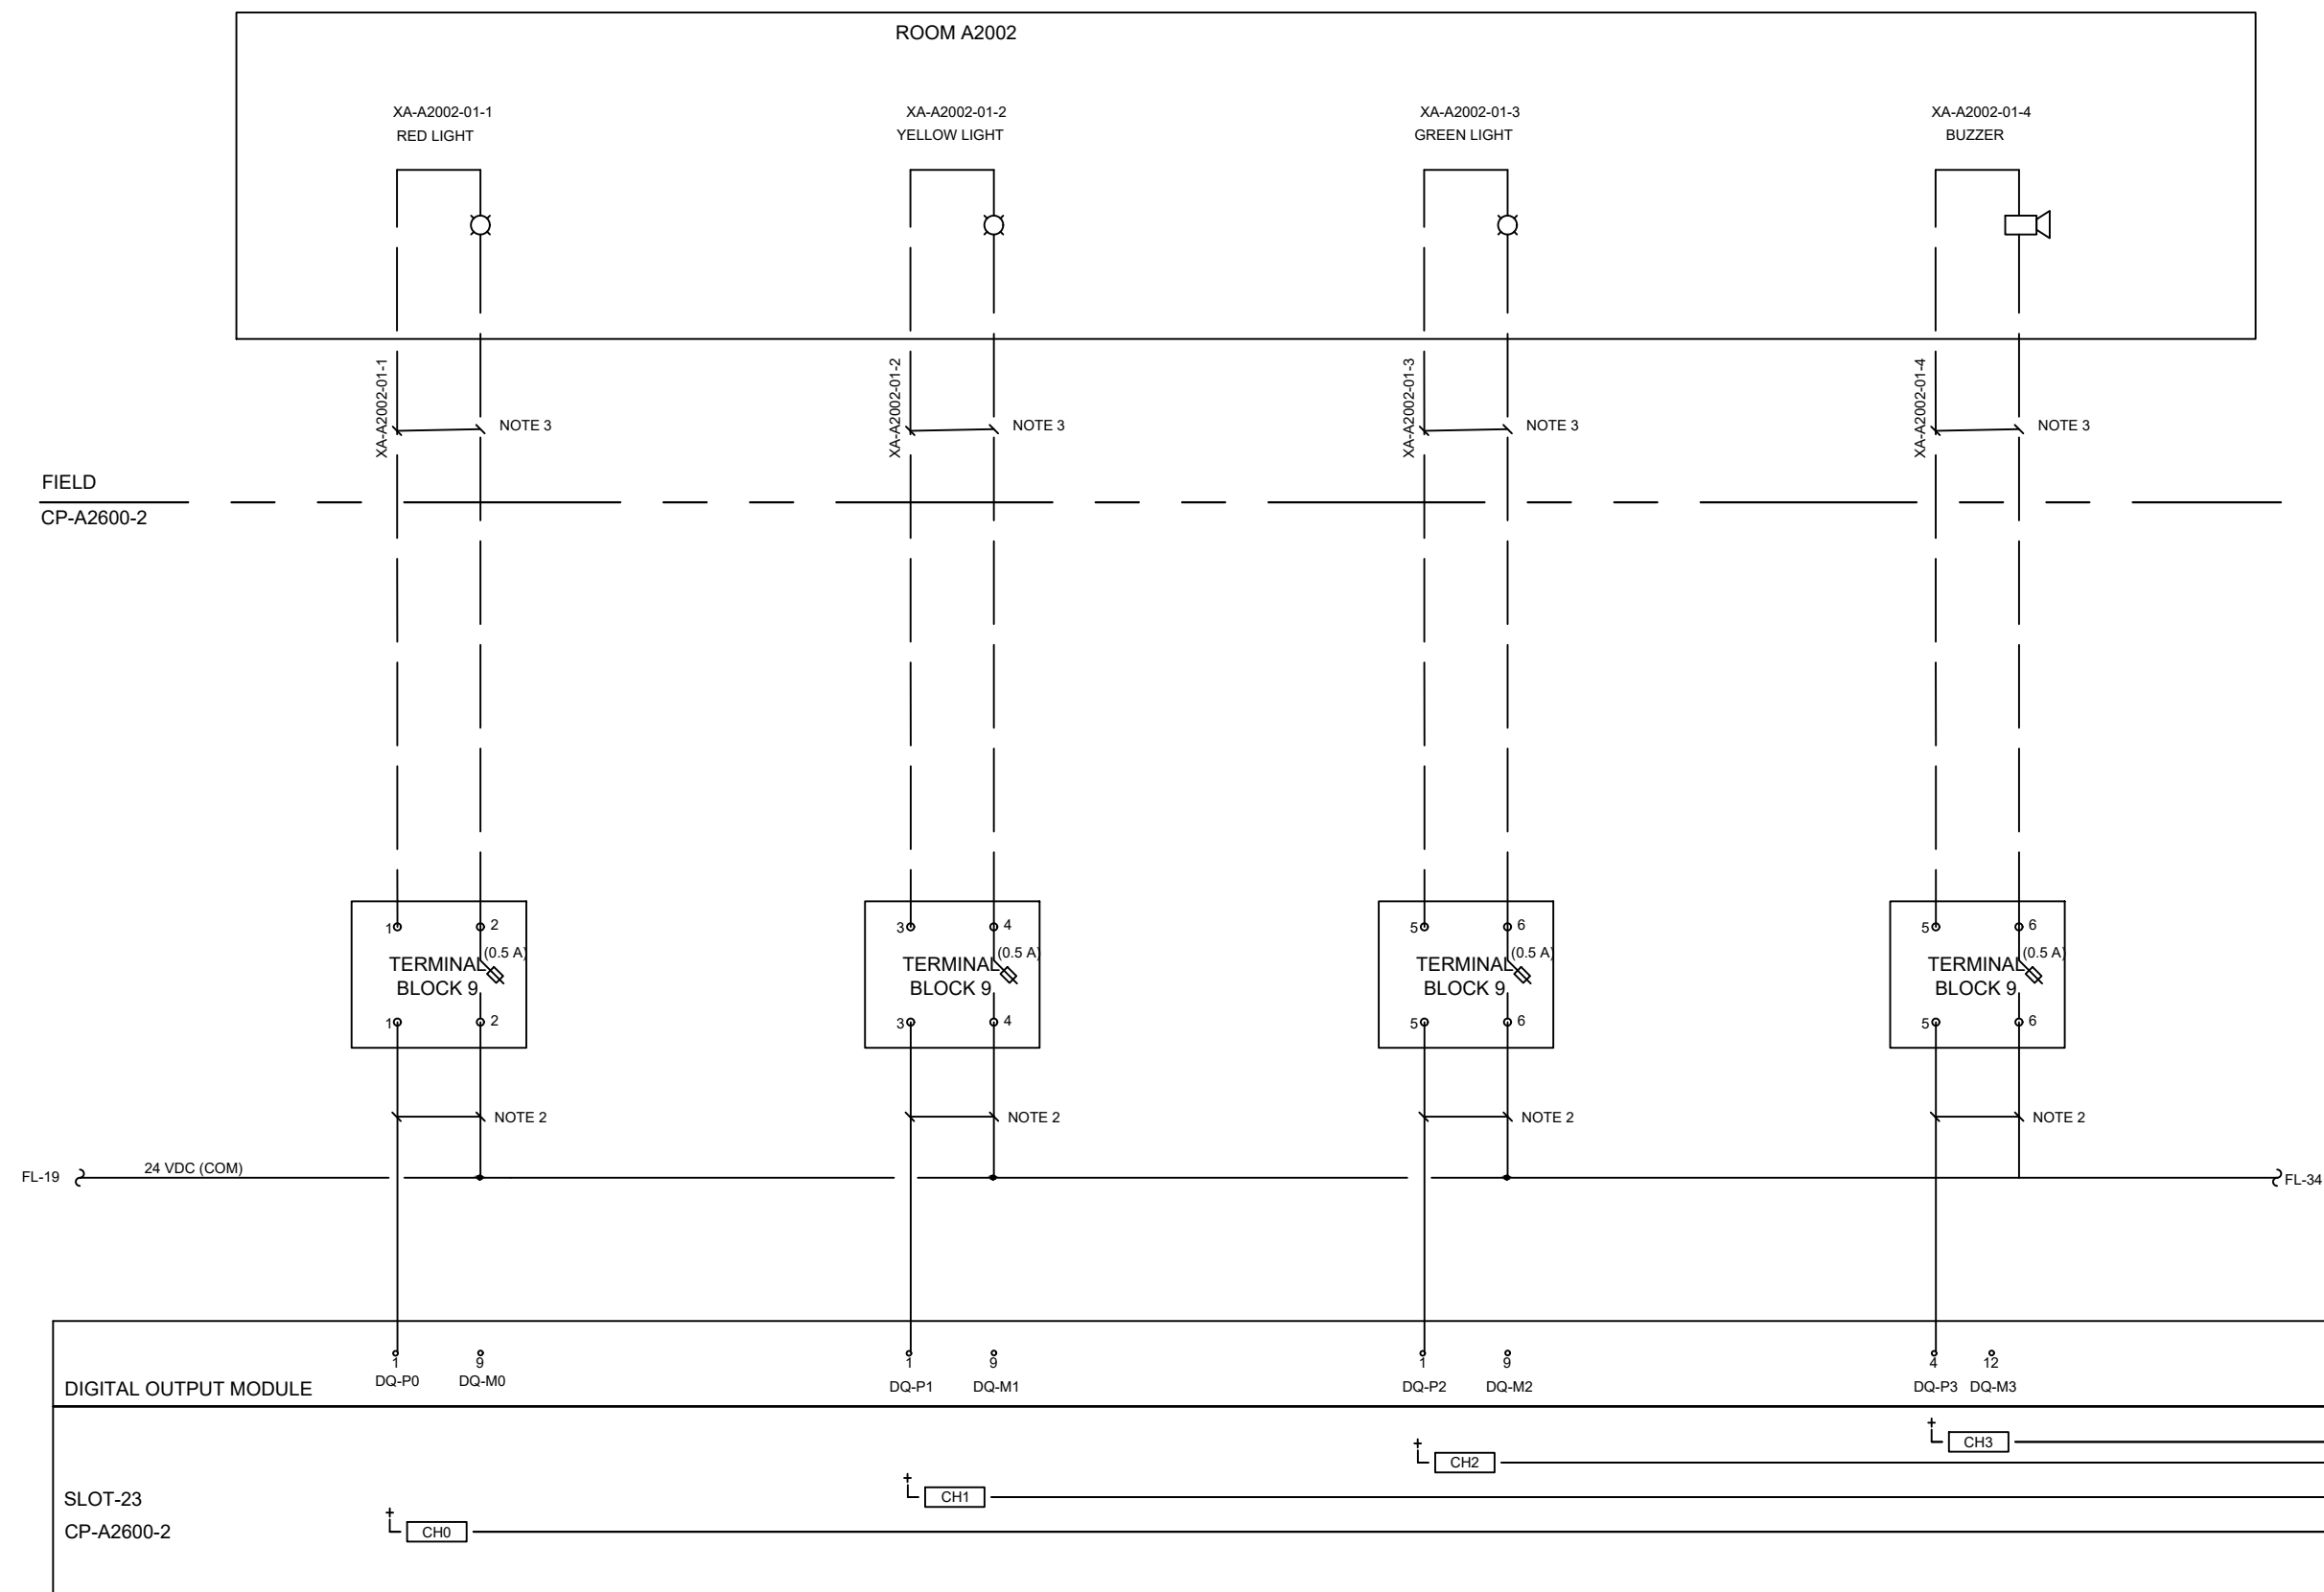 ROOM A2002
XA-A2002-01-1
RED LIGHT
XA-A2002-01-2
YELLOW LIGHT
XA-A2002-01-3
GREEN LIGHT
XA-A2002-01-4
BUZZER
XA-A2002-01-1
NOTE 3
XA-A2002-01-2
NOTE 3
XA-A2002-01-3
NOTE 3
XA-A2002-01-4
NOTE 3
FIELD
CP-A2600-2
1
2
(0.5 A)
TERMINAL
BLOCK 9
1
2
3
4
(0.5 A)
TERMINAL
BLOCK 9
3
4
5
6
(0.5 A)
TERMINAL
BLOCK 9
5
6
5
6
(0.5 A)
TERMINAL
BLOCK 9
5
6
NOTE 2
NOTE 2
NOTE 2
NOTE 2
FL-19
24 VDC (COM)
FL-34
1
9
DQ-P0
DQ-M0
1
9
DQ-P1
DQ-M1
1
9
DQ-P2
DQ-M2
4
12
DQ-P3
DQ-M3
DIGITAL OUTPUT MODULE
+
CH3
+
CH2
+
CH1
SLOT-23
+
CH0
CP-A2600-2